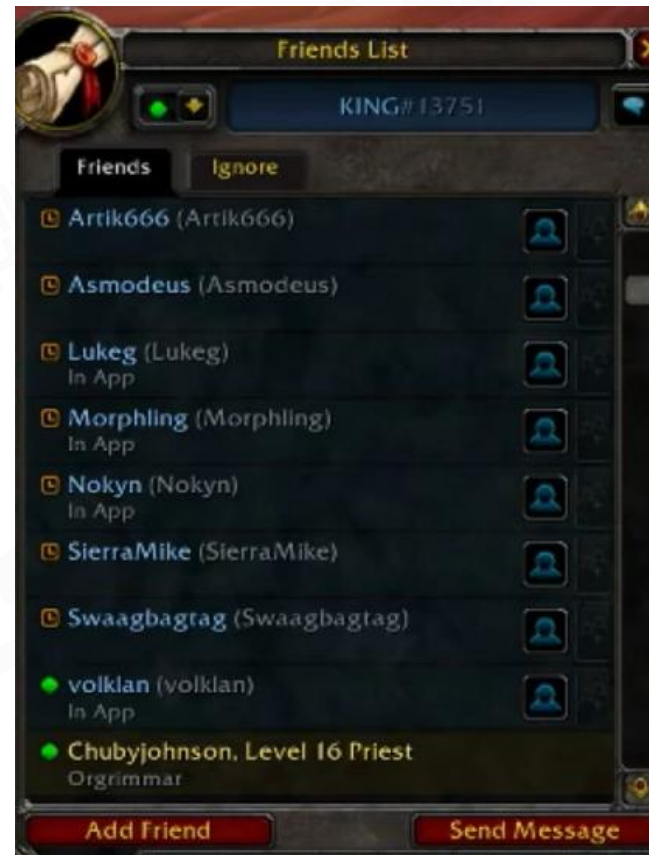 Friends List
KING#13751
Friends Ignore
Artik666 (Artik666)
Asmodeus (Asmodeus)
Lukeg (Lukeg)
In App
Morphling (Morphling)
In App
Nokyn (Nokyn)
In App
SierraMike (SierraMike)
Swaagbagtag (Swaagbagtag)
volklan (volklan)
In App
Chubyjohnson, Level 16 Priest
Orgrimmar
Add Friend Send Message